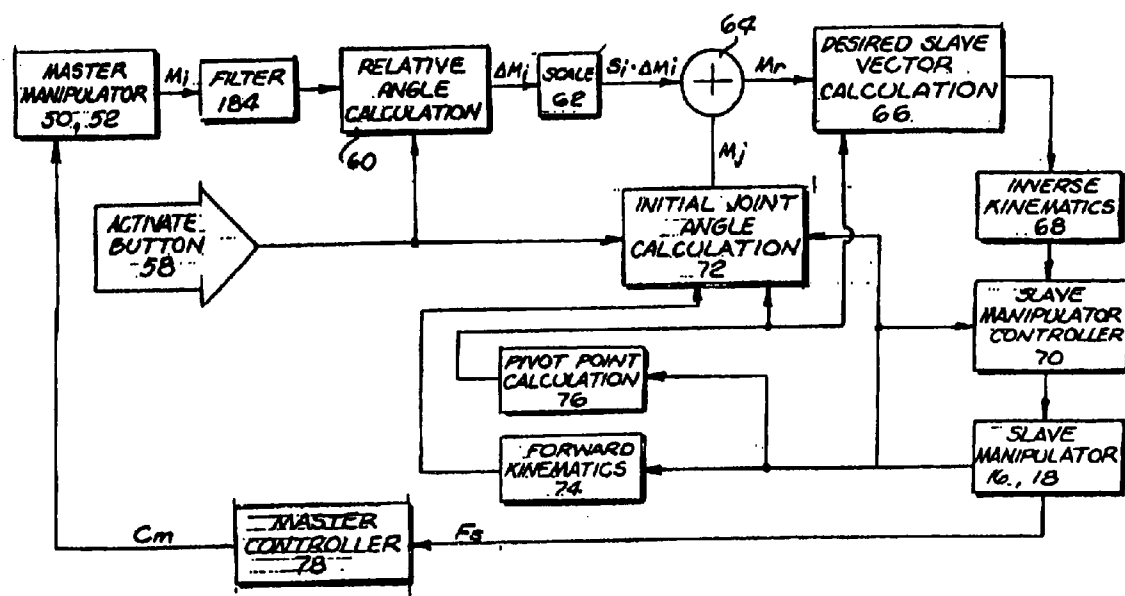 MASTER
MANIPULATOR
50, 52
Mi
FILTER
184
RELATIVE
ANGLE
CALCULATION
60
ΔMi
SCALE
62
Si·ΔMi
64
+
Mr
DESIRED SLAVE
VECTOR
CALCULATION
66
Mj
ACTIVATE
BUTTON
58
INITIAL JOINT
ANGLE
CALCULATION
72
INVERSE
KINEMATICS
68
SLAVE
MANIPULATOR
CONTROLLER
70
PIVOT POINT
CALCULATION
76
FORWARD
KINEMATICS
74
SLAVE
MANIPULATOR
16, 18
Cm
MASTER
CONTROLLER
78
Fs